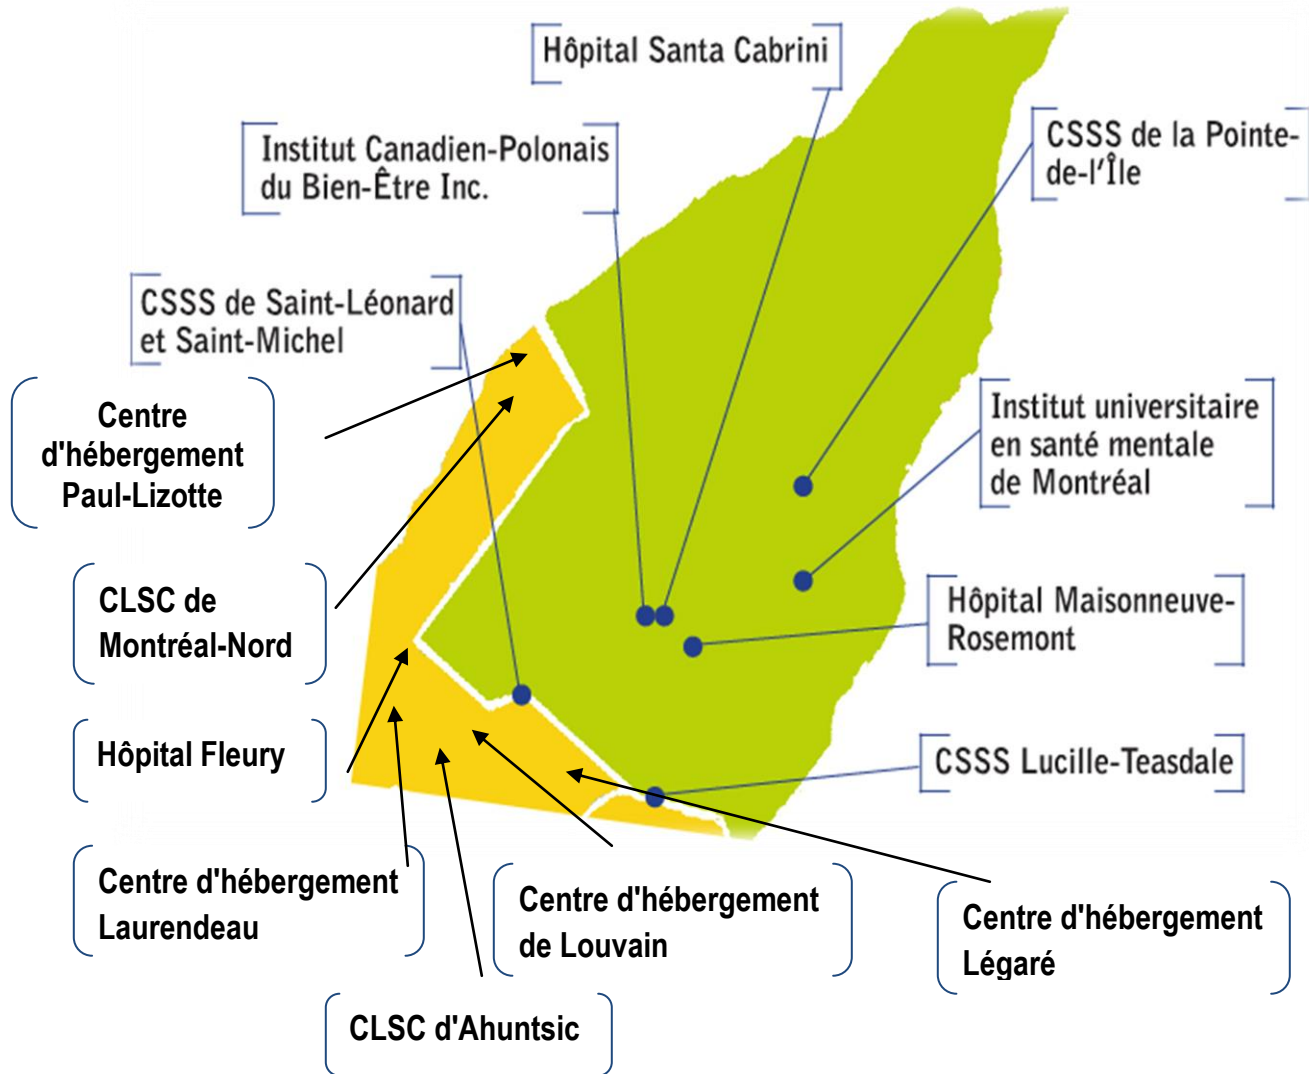 Hôpital Santa Cabrini
Institut Canadien-Polonais
du Bien-Être Inc.
CSSS de la Pointe-
de-l'Île
CSSS de Saint-Léonard
et Saint-Michel
Centre
d'hébergement
Paul-Lizotte
Institut universitaire
en santé mentale
de Montréal
CLSC de
Montréal-Nord
Hôpital Maisonneuve-
Rosemont
Hôpital Fleury
CSSS Lucille-Teasdale
Centre d'hébergement
Laurendeau
Centre d'hébergement
de Louvain
Centre d'hébergement
Légaré
CLSC d'Ahuntsic